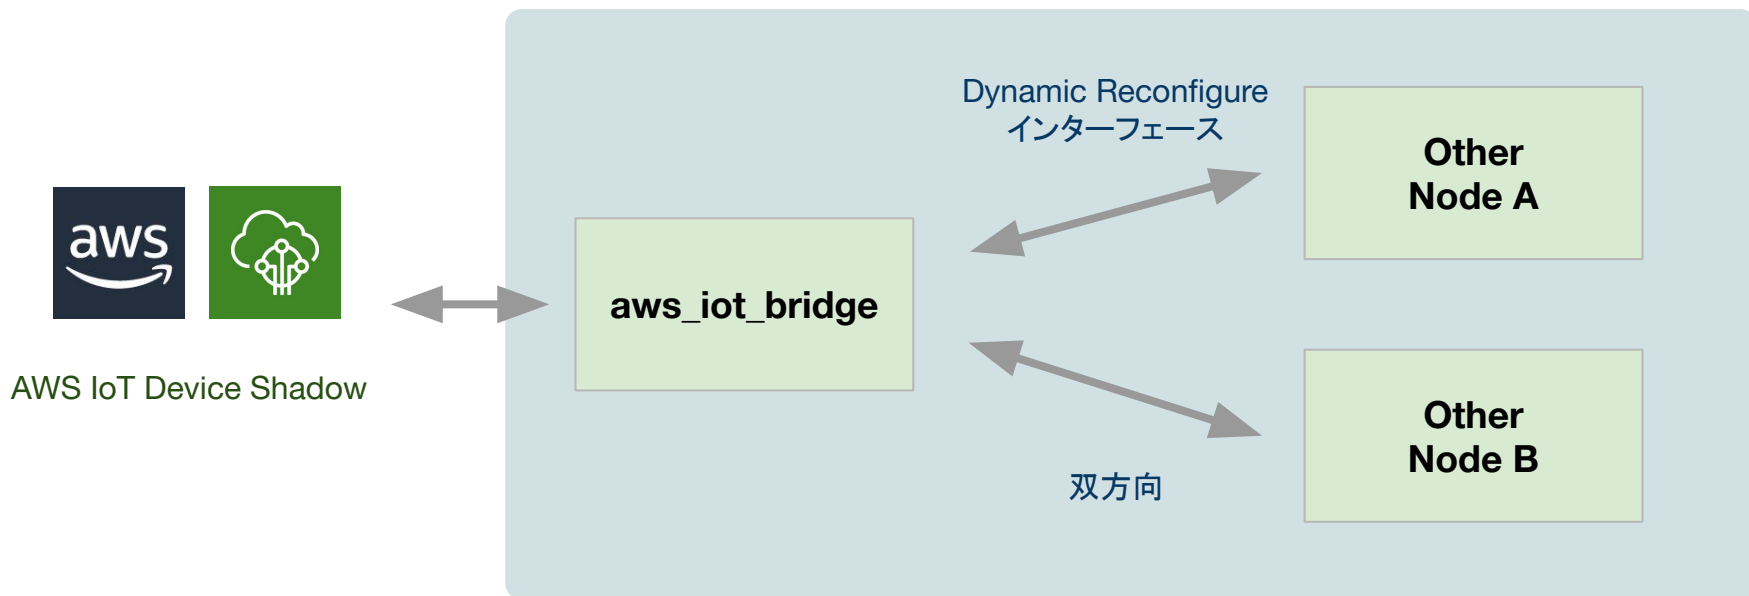 aws
AWS IoT Device Shadow
aws_iot_bridge
Dynamic Reconfigure
インターフェース
双方向
Other
Node A
Other
Node B